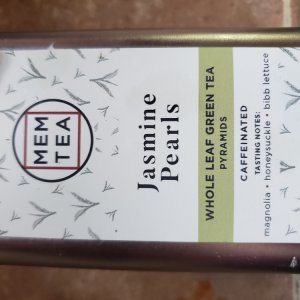 MEM
TEA
Jasmine
Pearls
WHOLE LEAF GREEN TEA
PYRAMIDS
CAFFEINATED
TASTING NOTES:
magnolia • honeysuckle • bibb lettuce